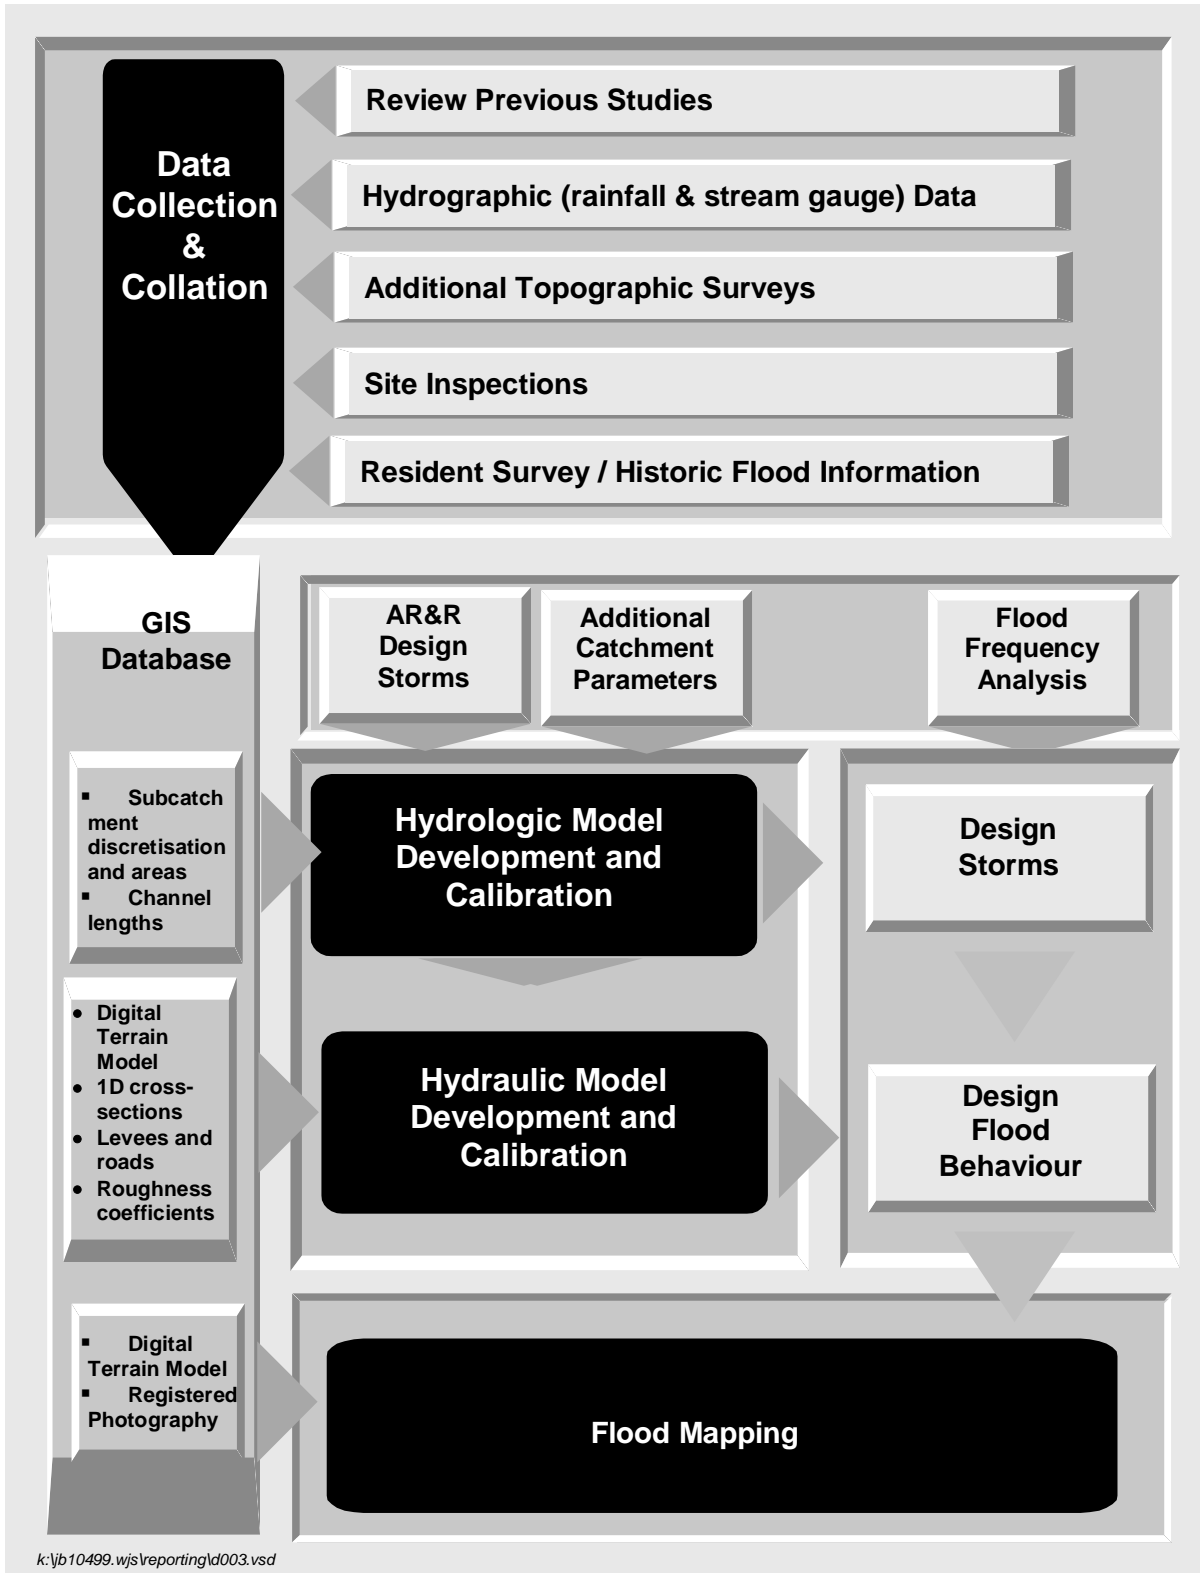 Data
Collection
&
Collation
Review Previous Studies
Hydrographic (rainfall & stream gauge) Data
Additional Topographic Surveys
Site Inspections
Resident Survey / Historic Flood Information
GIS
Database
AR&R
Design
Storms
Additional
Catchment
Parameters
Flood
Frequency
Analysis
▪ Subcatch
ment
discretisation
and areas
▪ Channel
lengths
Hydrologic Model
Development and
Calibration
Design
Storms
• Digital
Terrain
Model
• 1D cross-
sections
• Levees and
roads
• Roughness
coefficients
Hydraulic Model
Development and
Calibration
Design
Flood
Behaviour
▪ Digital
Terrain Model
▪ Registered
Photography
Flood Mapping
k:\jb10499.wjs\reporting\d003.vsd